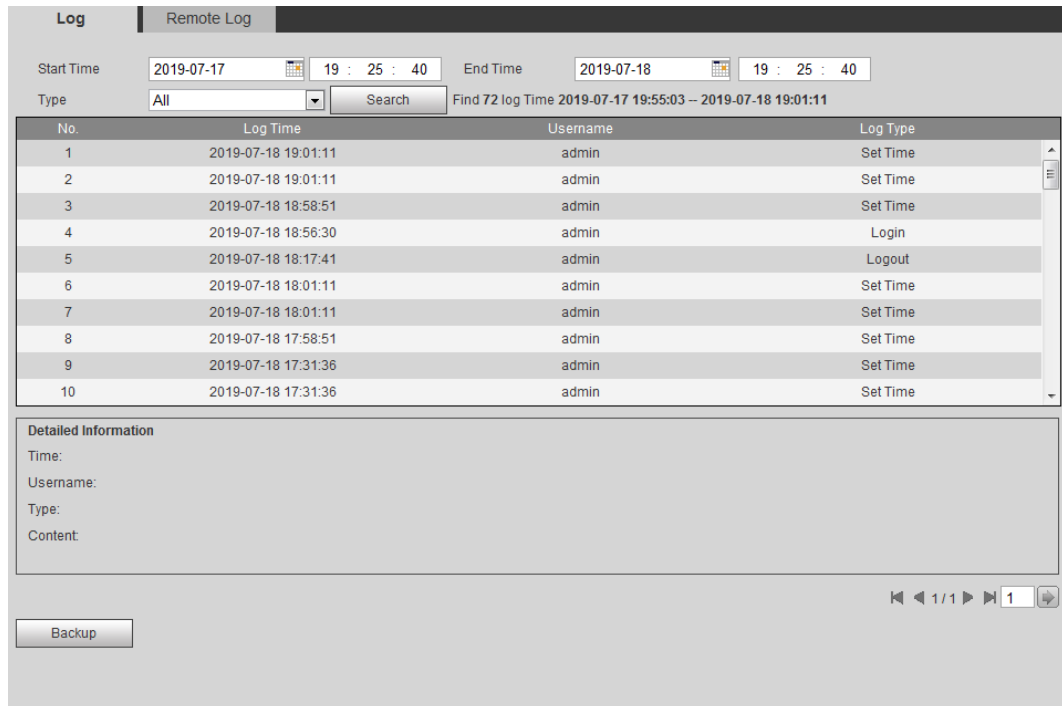 Log Remote Log
Start Time 2019-07-17 19 : 25 : 40 End Time 2019-07-18 19 : 25 : 40
Type All Search Find 72 log Time 2019-07-17 19:55:03 -- 2019-07-18 19:01:11
No. Log Time Username Log Type
1 2019-07-18 19:01:11 admin Set Time
2 2019-07-18 19:01:11 admin Set Time
3 2019-07-18 18:58:51 admin Set Time
4 2019-07-18 18:56:30 admin Login
5 2019-07-18 18:17:41 admin Logout
6 2019-07-18 18:01:11 admin Set Time
7 2019-07-18 18:01:11 admin Set Time
8 2019-07-18 17:58:51 admin Set Time
9 2019-07-18 17:31:36 admin Set Time
10 2019-07-18 17:31:36 admin Set Time
Detailed Information
Time:
Username:
Type:
Content:
1 / 1 1
Backup